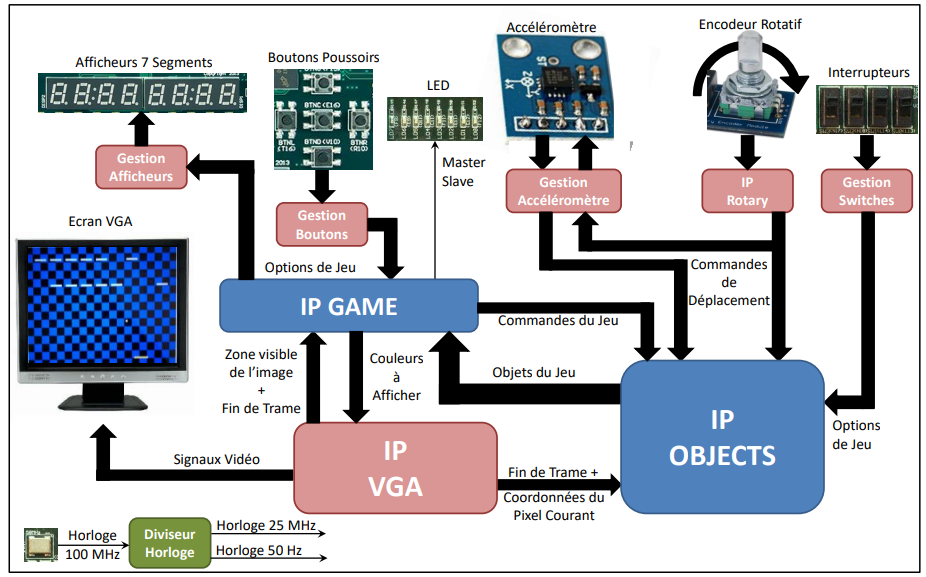 Afficheurs 7 Segments
Boutons Poussoirs
Accéléromètre
Encodeur Rotatif
LED
Interrupteurs
BTNC (E16)
BTNL
(T16)
BTNR
(R10)
BTND (V10)
2013
Master
Slave
Gestion
Afficheurs
Gestion
Boutons
Gestion
Accéléromètre
IP
Rotary
Gestion
Switches
Ecran VGA
Options de Jeu
Commandes
de
Déplacement
IP GAME
Commandes du Jeu
Zone visible
de l'image
+
Fin de Trame
Couleurs
à
Afficher
Objets du Jeu
IP
OBJECTS
Options
de Jeu
IP
VGA
Signaux Vidéo
Fin de Trame +
Coordonnées du
Pixel Courant
Horloge
100 MHz
Diviseur
Horloge
Horloge 25 MHz
Horloge 50 Hz